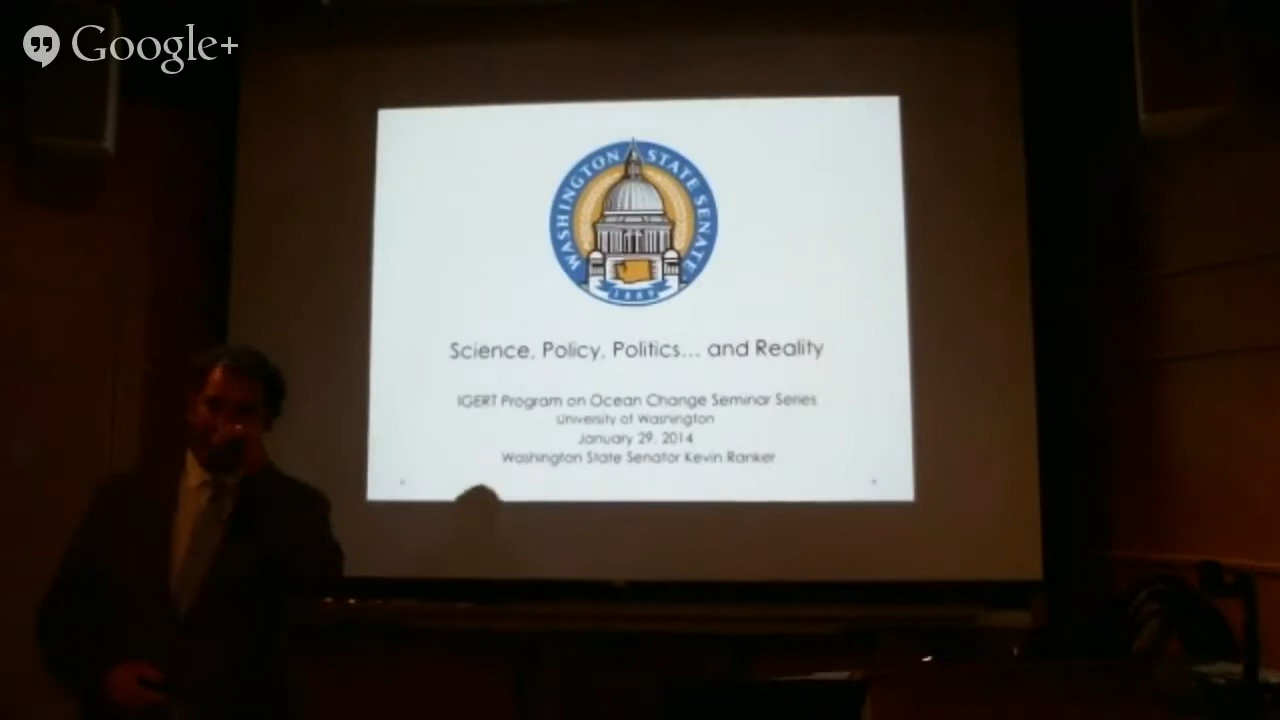 Google+
WASHINGTON STATE SENATE
1889
Science, Policy, Politics... and Reality
IGERT Program on Ocean Change Seminar Series
University of Washington
January 29, 2014
Washington State Senator Kevin Ranker